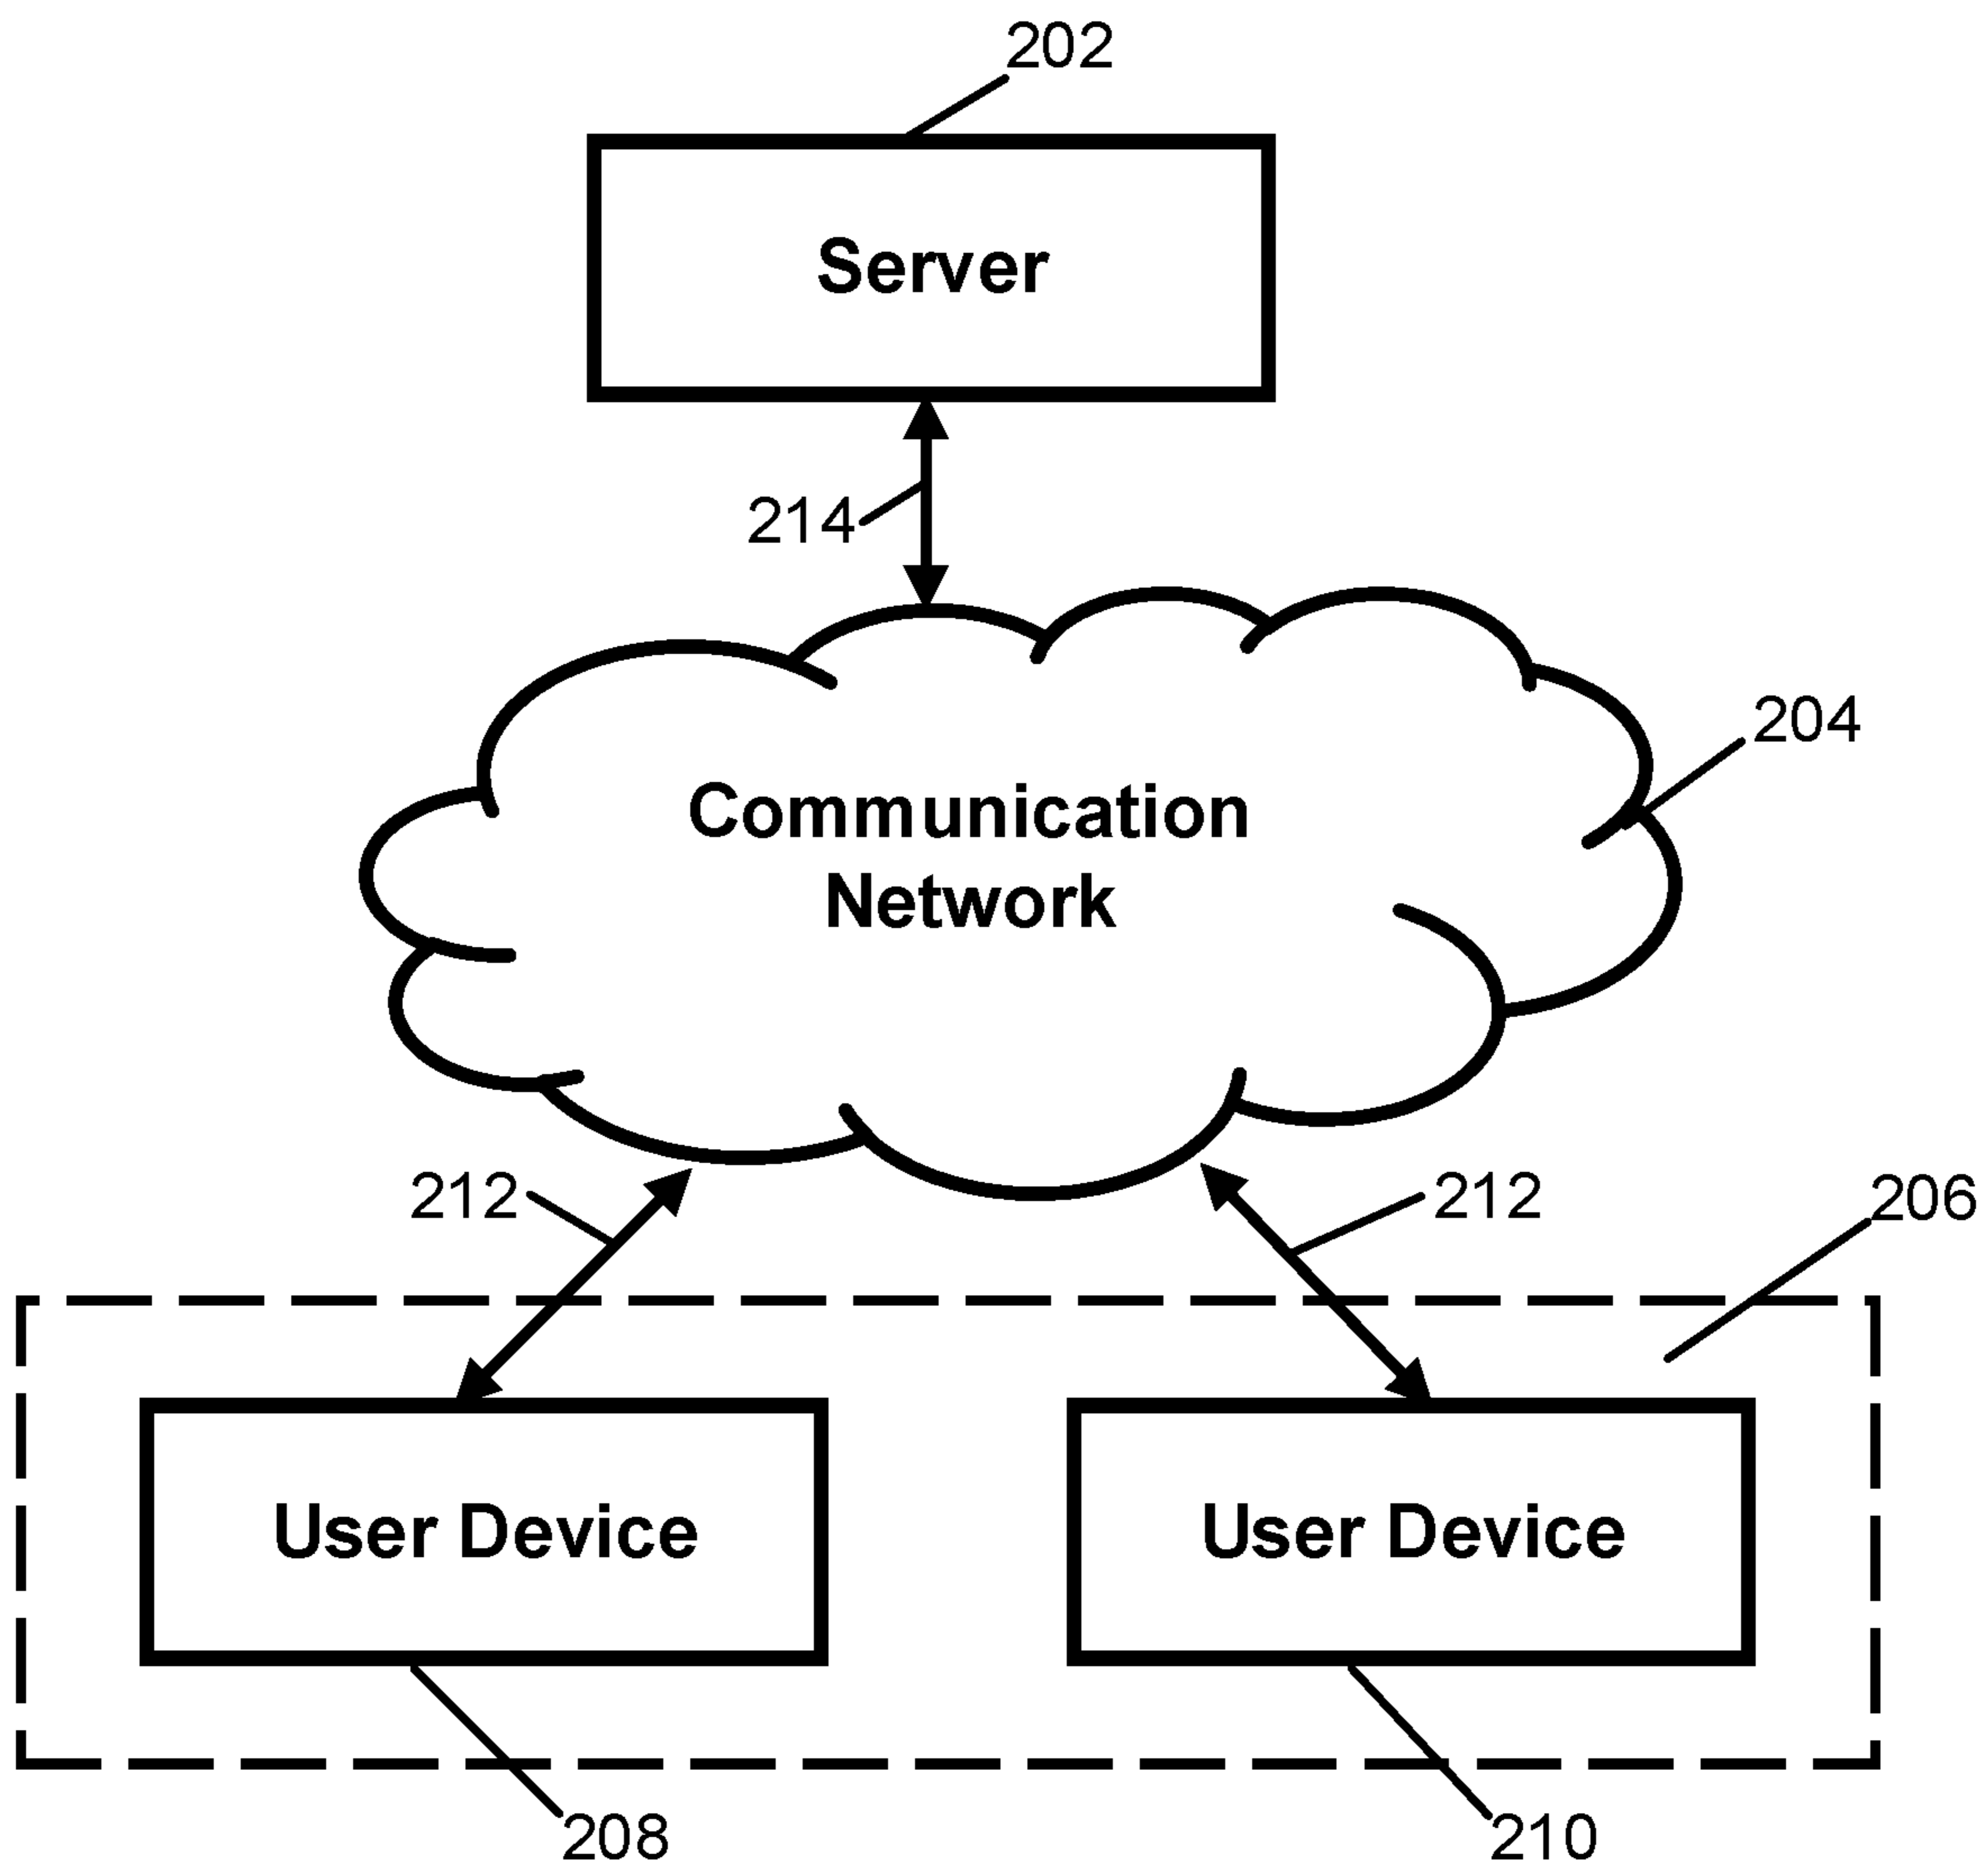 202
Server
214
204
Communication
Network
212
212
206
User Device
User Device
208
210